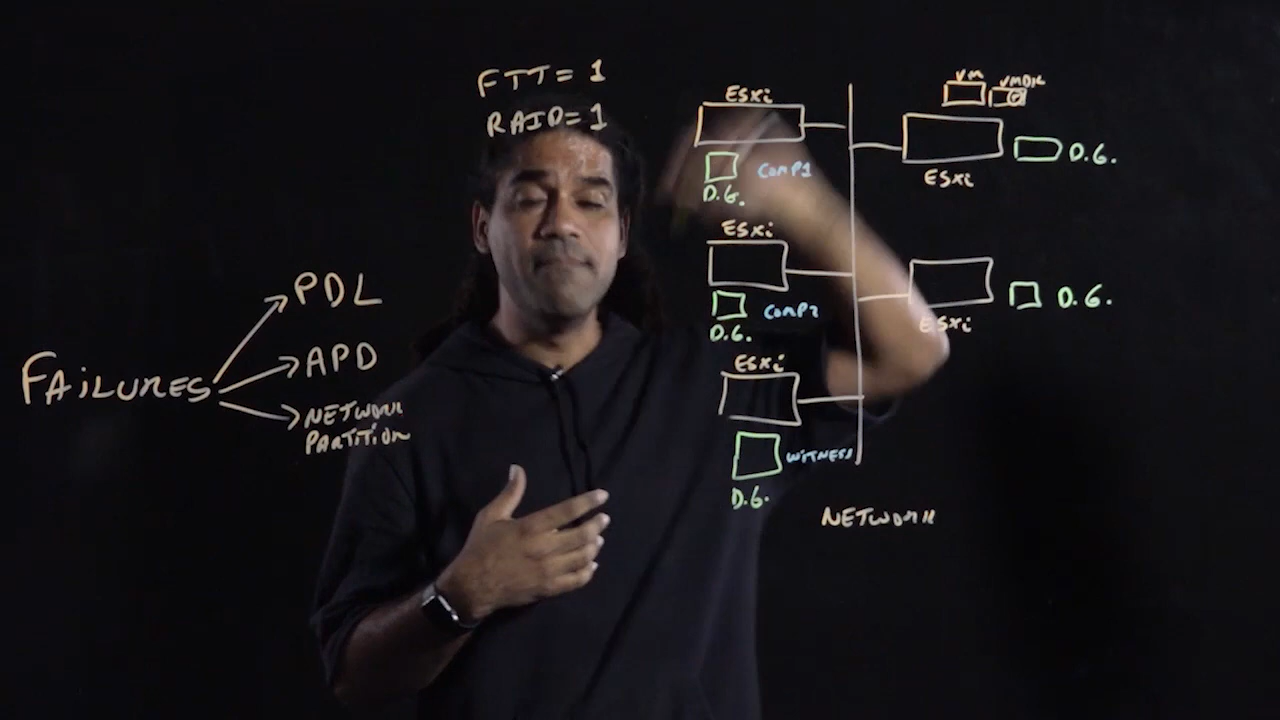 FTT = 1
RAID = 1
FAILURES
PDL
APD
NETWORK
PARTITION
ESXi
D.G.
COMP1
ESXi
D.G.
COMP2
ESXi
D.G.
WITNESS
NETWORK
VM
VMDK
ESXi
D.G.
ESXi
D.G.